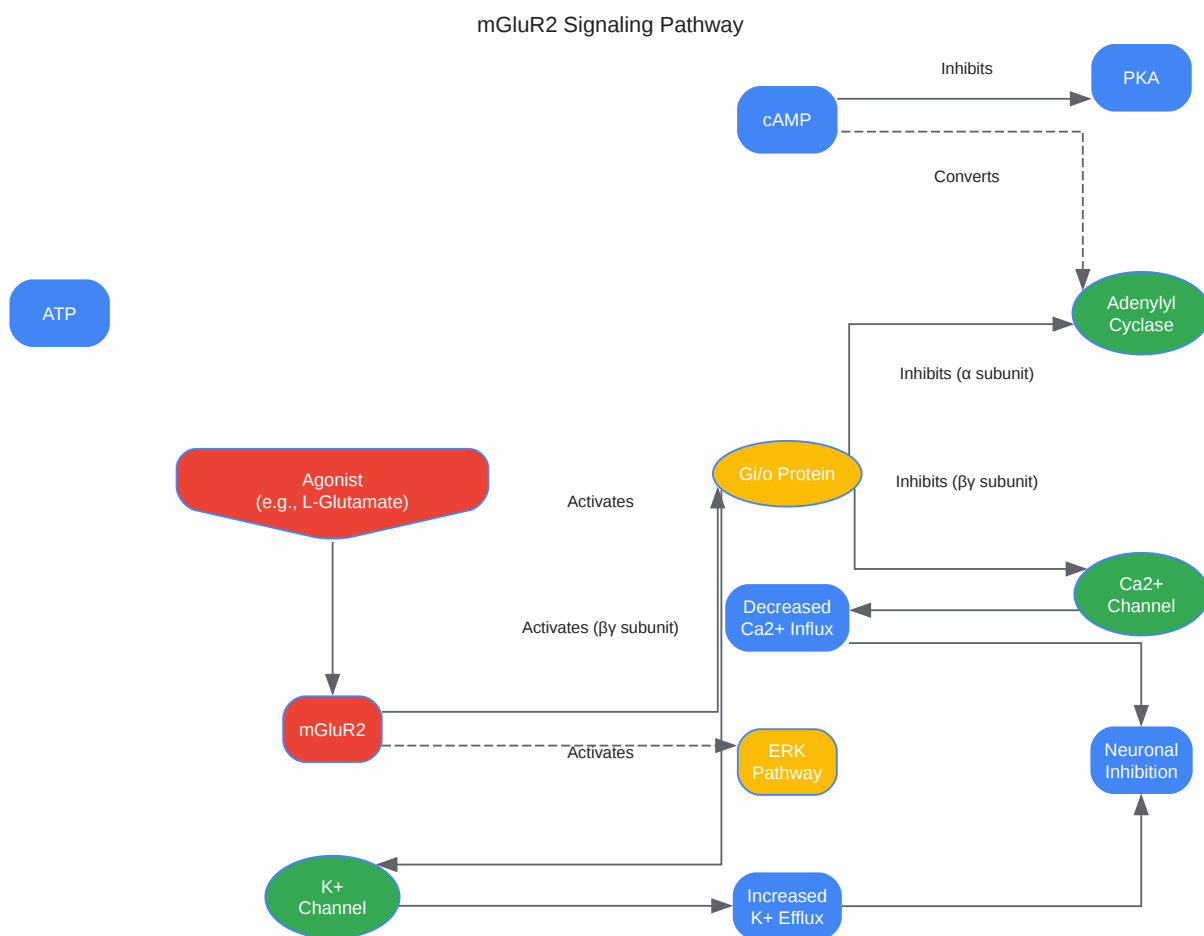 mGluR2 Signaling Pathway
Inhibits
PKA
cAMP
Converts
ATP
Adenylyl
Cyclase
Inhibits (α subunit)
Agonist
(e.g., L-Glutamate)
Activates
Gi/o Protein
Inhibits (βγ subunit)
Ca2+
Channel
Decreased
Ca2+ Influx
Activates (βγ subunit)
mGluR2
Activates
ERK
Pathway
Neuronal
Inhibition
K+
Channel
Increased
K+ Efflux